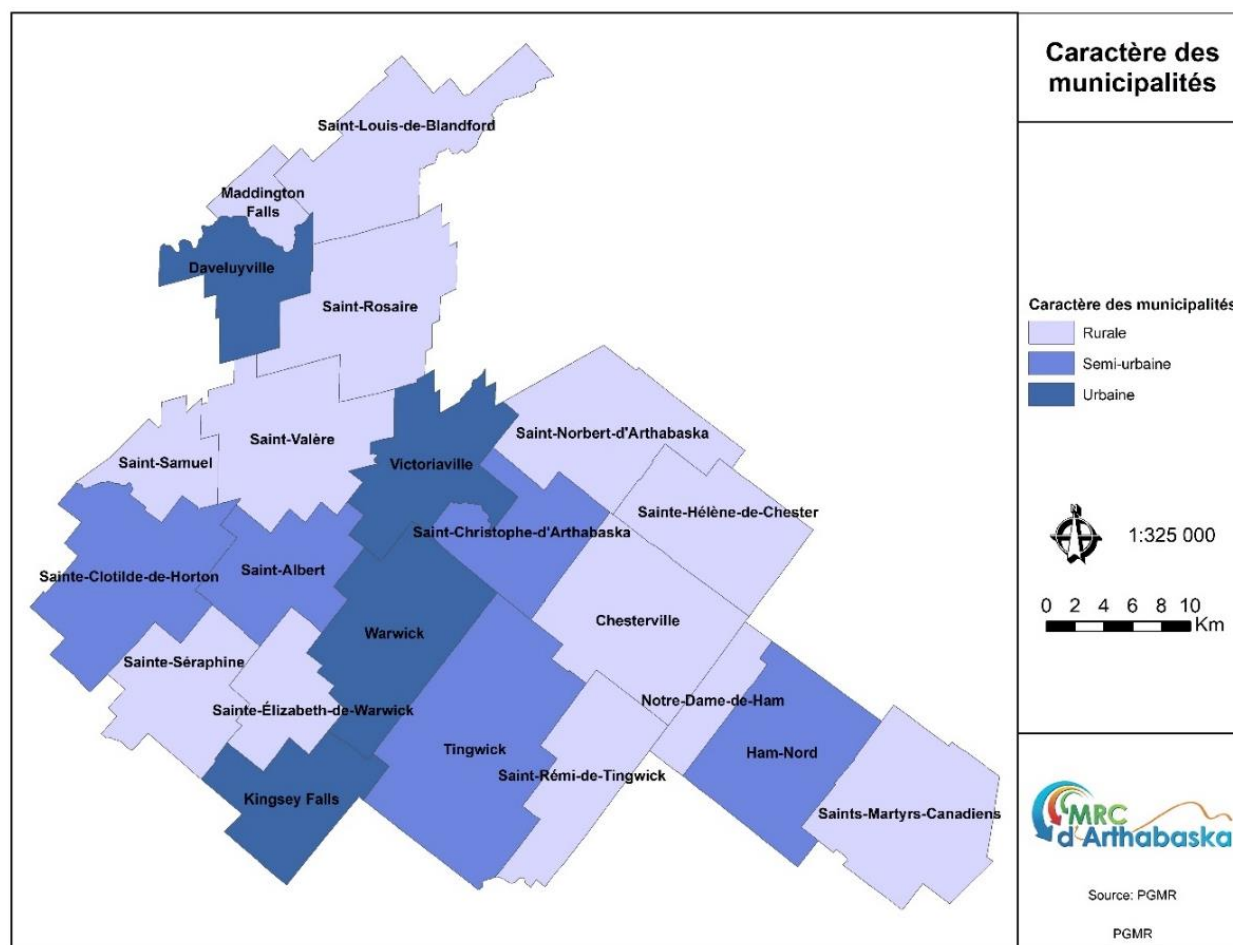 Caractère des
municipalités
Saint-Louis-de-Blandford
Maddington
Falls
Daveluyville
Saint-Rosaire
Saint-Valère
Saint-Norbert-d'Arthabaska
Saint-Samuel
Victoriaville
Sainte-Hélène-de-Chester
Saint-Christophe-d'Arthabaska
Sainte-Clotilde-de-Horton
Saint-Albert
Chesterville
Warwick
Sainte-Séraphine
Notre-Dame-de-Ham
Sainte-Élizabeth-de-Warwick
Tingwick
Ham-Nord
Saint-Rémi-de-Tingwick
Kingsey Falls
Saints-Martyrs-Canadiens
Caractère des municipalités
Rurale
Semi-urbaine
Urbaine
1:325 000
0 2 4 6 8 10
Km
MRC
d'Arthabaska
Source: PGMR
PGMR